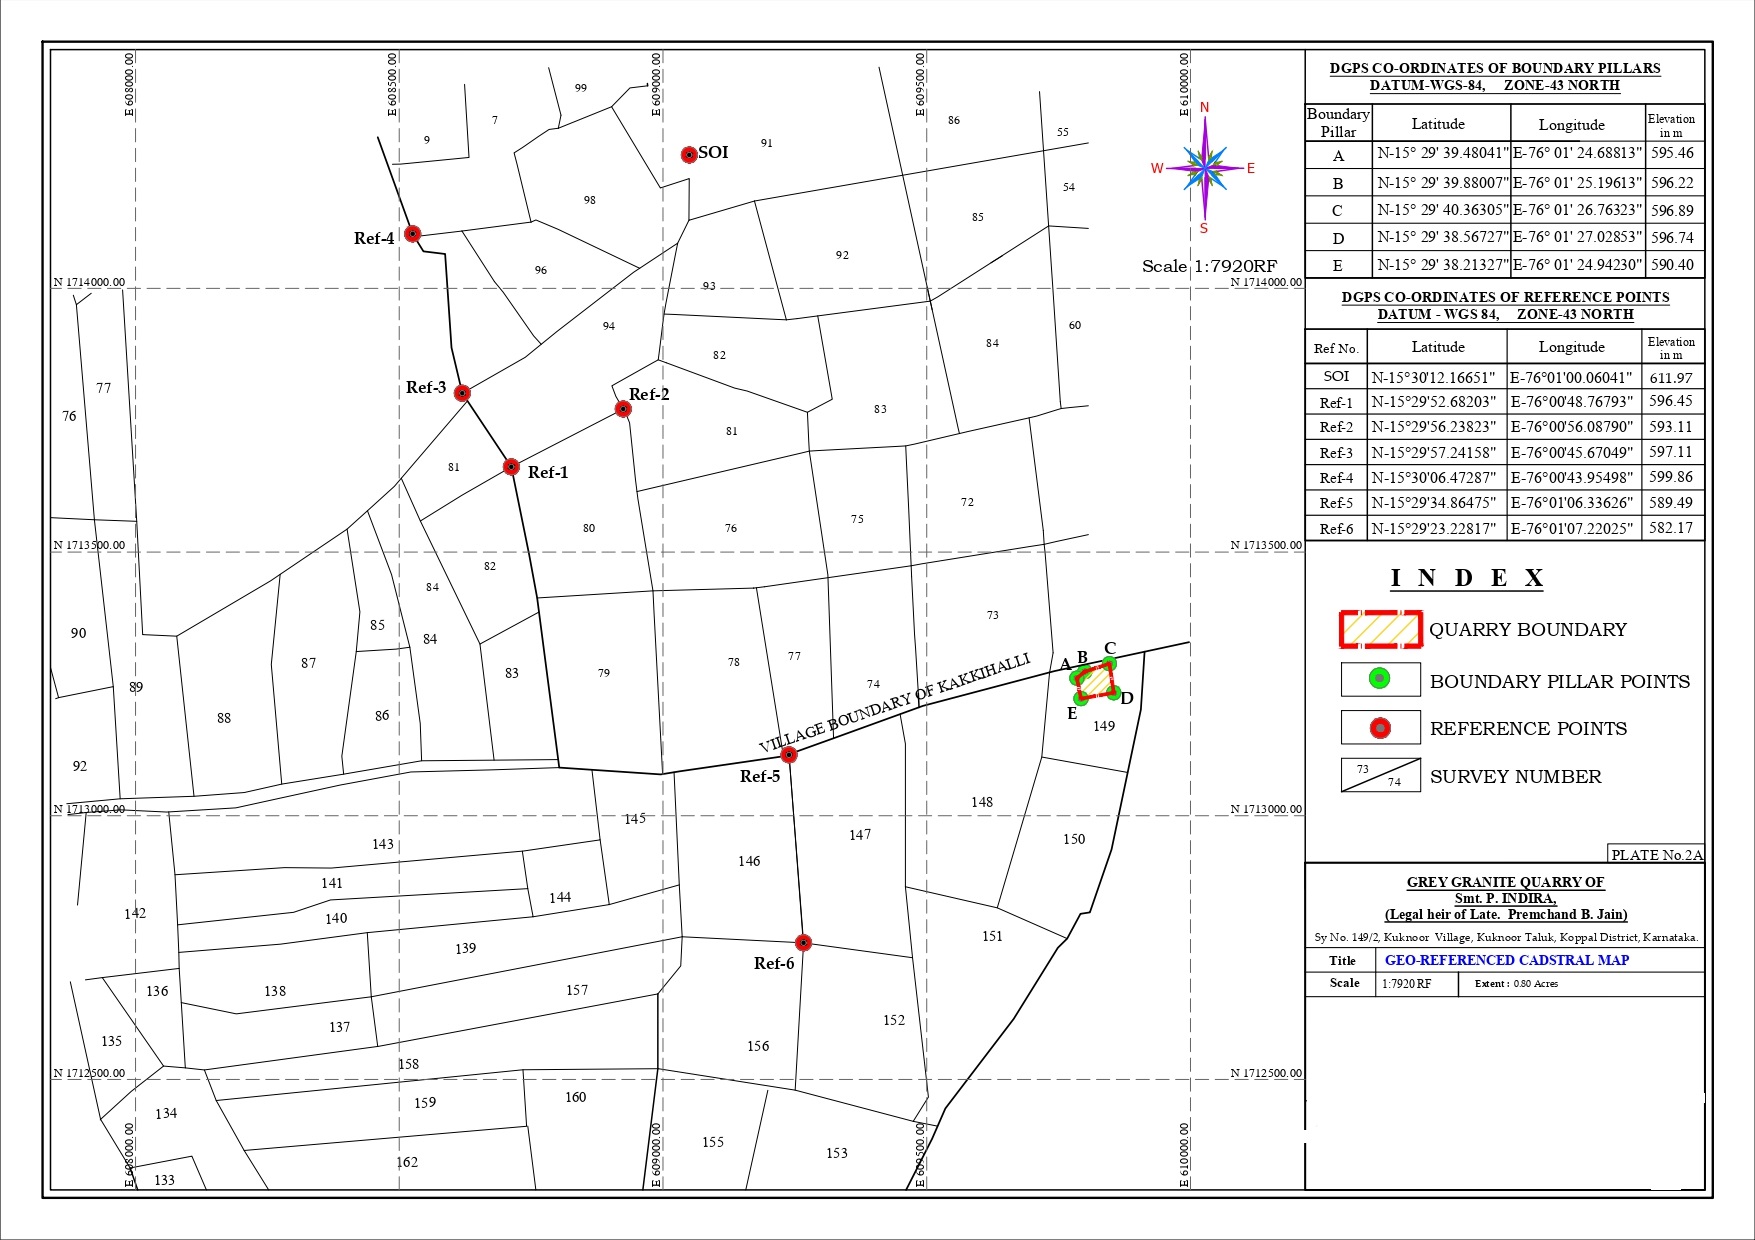 E 608000.00
E 608500.00
E 609000.00
E 609500.00
E 610000.00
99
7
9
SOI
91
86
55
98
54
85
N
W
E
S
Ref-4
96
92
Scale 1:7920RF
N 1714000.00
93
N 1714000.00
94
60
82
84
77
76
Ref-3
Ref-2
83
81
81
Ref-1
72
80
76
75
N 1713500.00
N 1713500.00
82
84
73
90
85
84
87
78
77
79
83
89
74
VILLAGE BOUNDARY OF KAKKIHALLI
A
B
C
D
E
88
86
149
92
Ref-5
N 1713000.00
148
N 1713000.00
145
143
147
150
146
141
144
142
140
139
151
Ref-6
136
138
157
152
137
135
156
158
N 1712500.00
N 1712500.00
160
159
134
155
153
162
133
E 608000.00
E 609000.00
E 609500.00
E 610000.00
DGPS CO-ORDINATES OF BOUNDARY PILLARS
DATUM-WGS-84, ZONE-43 NORTH
Boundary Pillar Latitude Longitude Elevation in m
A N-15° 29' 39.48041" E-76° 01' 24.68813" 595.46
B N-15° 29' 39.88007" E-76° 01' 25.19613" 596.22
C N-15° 29' 40.36305" E-76° 01' 26.76323" 596.89
D N-15° 29' 38.56727" E-76° 01' 27.02853" 596.74
E N-15° 29' 38.21327" E-76° 01' 24.94230" 590.40
DGPS CO-ORDINATES OF REFERENCE POINTS
DATUM - WGS 84, ZONE-43 NORTH
Ref No. Latitude Longitude Elevation in m
SOI N-15°30'12.16651" E-76°01'00.06041" 611.97
Ref-1 N-15°29'52.68203" E-76°00'48.76793" 596.45
Ref-2 N-15°29'56.23823" E-76°00'56.08790" 593.11
Ref-3 N-15°29'57.24158" E-76°00'45.67049" 597.11
Ref-4 N-15°30'06.47287" E-76°00'43.95498" 599.86
Ref-5 N-15°29'34.86475" E-76°01'06.33626" 589.49
Ref-6 N-15°29'23.22817" E-76°01'07.22025" 582.17
I N D E X
QUARRY BOUNDARY
BOUNDARY PILLAR POINTS
REFERENCE POINTS
73
74
SURVEY NUMBER
PLATE No.2A
GREY GRANITE QUARRY OF
Smt. P. INDIRA,
(Legal heir of Late. Premchand B. Jain)
Sy No. 149/2, Kuknoor Village, Kuknoor Taluk, Koppal District, Karnataka.
Title GEO-REFERENCED CADSTRAL MAP
Scale 1:7920 RF Extent : 0.80 Acres